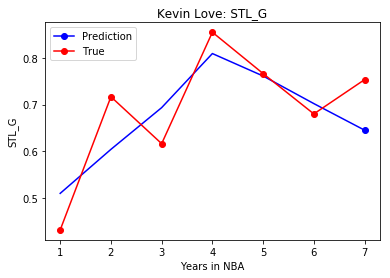 Kevin Love: STL_G
Prediction
True
STL_G
0.8
0.7
0.6
0.5
1 2 3 4 5 6 7
Years in NBA